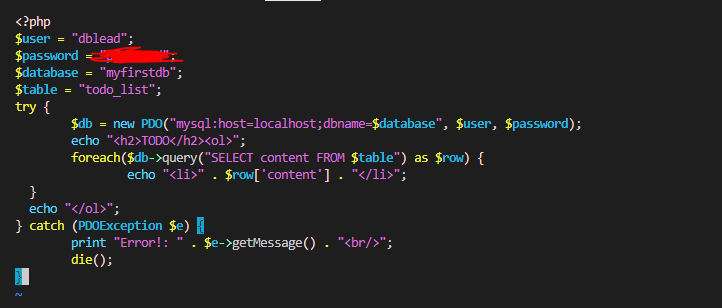 <?php
$user = "dblead";
$password = ";
$database = "myfirstdb";
$table = "todo_list";
try {
        $db = new PDO("mysql:host=localhost;dbname=$database", $user, $password);
        echo "<h2>TODO</h2><ol>";
        foreach($db->query("SELECT content FROM $table") as $row) {
                echo "<li>" . $row['content'] . "</li>";
  }
  echo "</ol>";
} catch (PDOException $e) {
        print "Error!: " . $e->getMessage() . "<br/>";
        die();
}
~